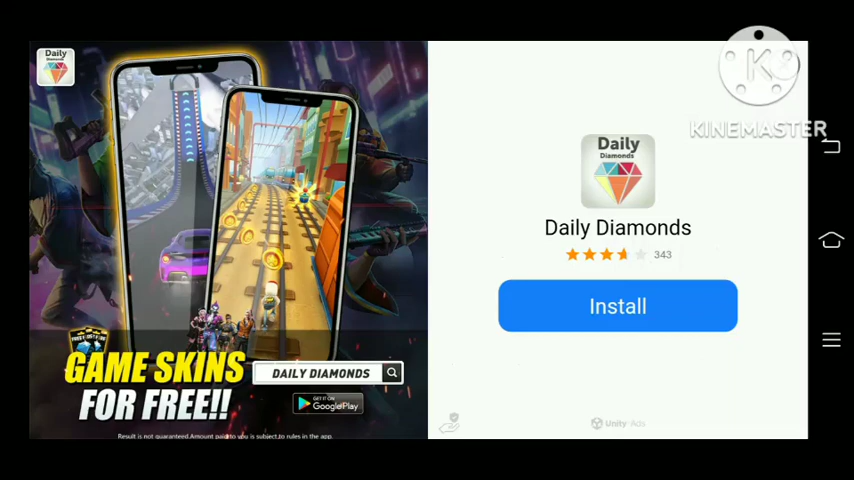 Daily
Diamonds
GAME SKINS
FOR FREE!!
DAILY DIAMONDS
GET IT ON
Google Play
Result is not guaranteed.Amount paid to you is subject to rules in the app.
KINEMASTER
Daily
Diamonds
Daily Diamonds
343
Install
Unity Ads